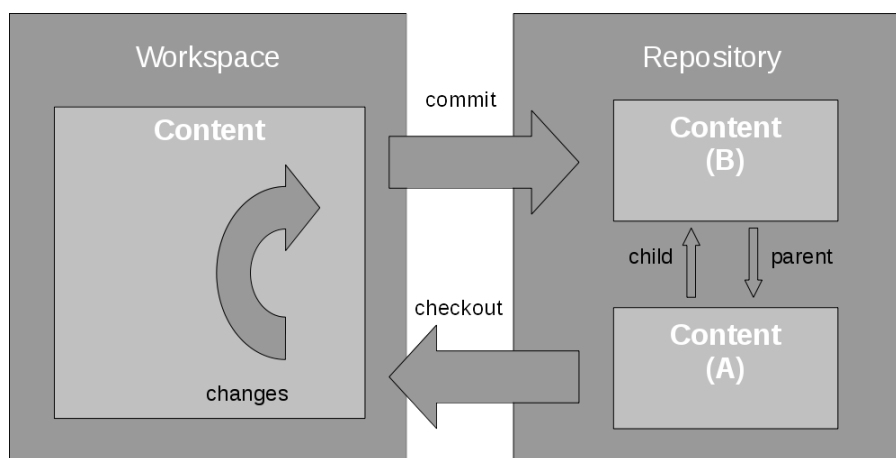 Workspace
Content
changes
commit
checkout
Repository
Content
(B)
child
parent
Content
(A)